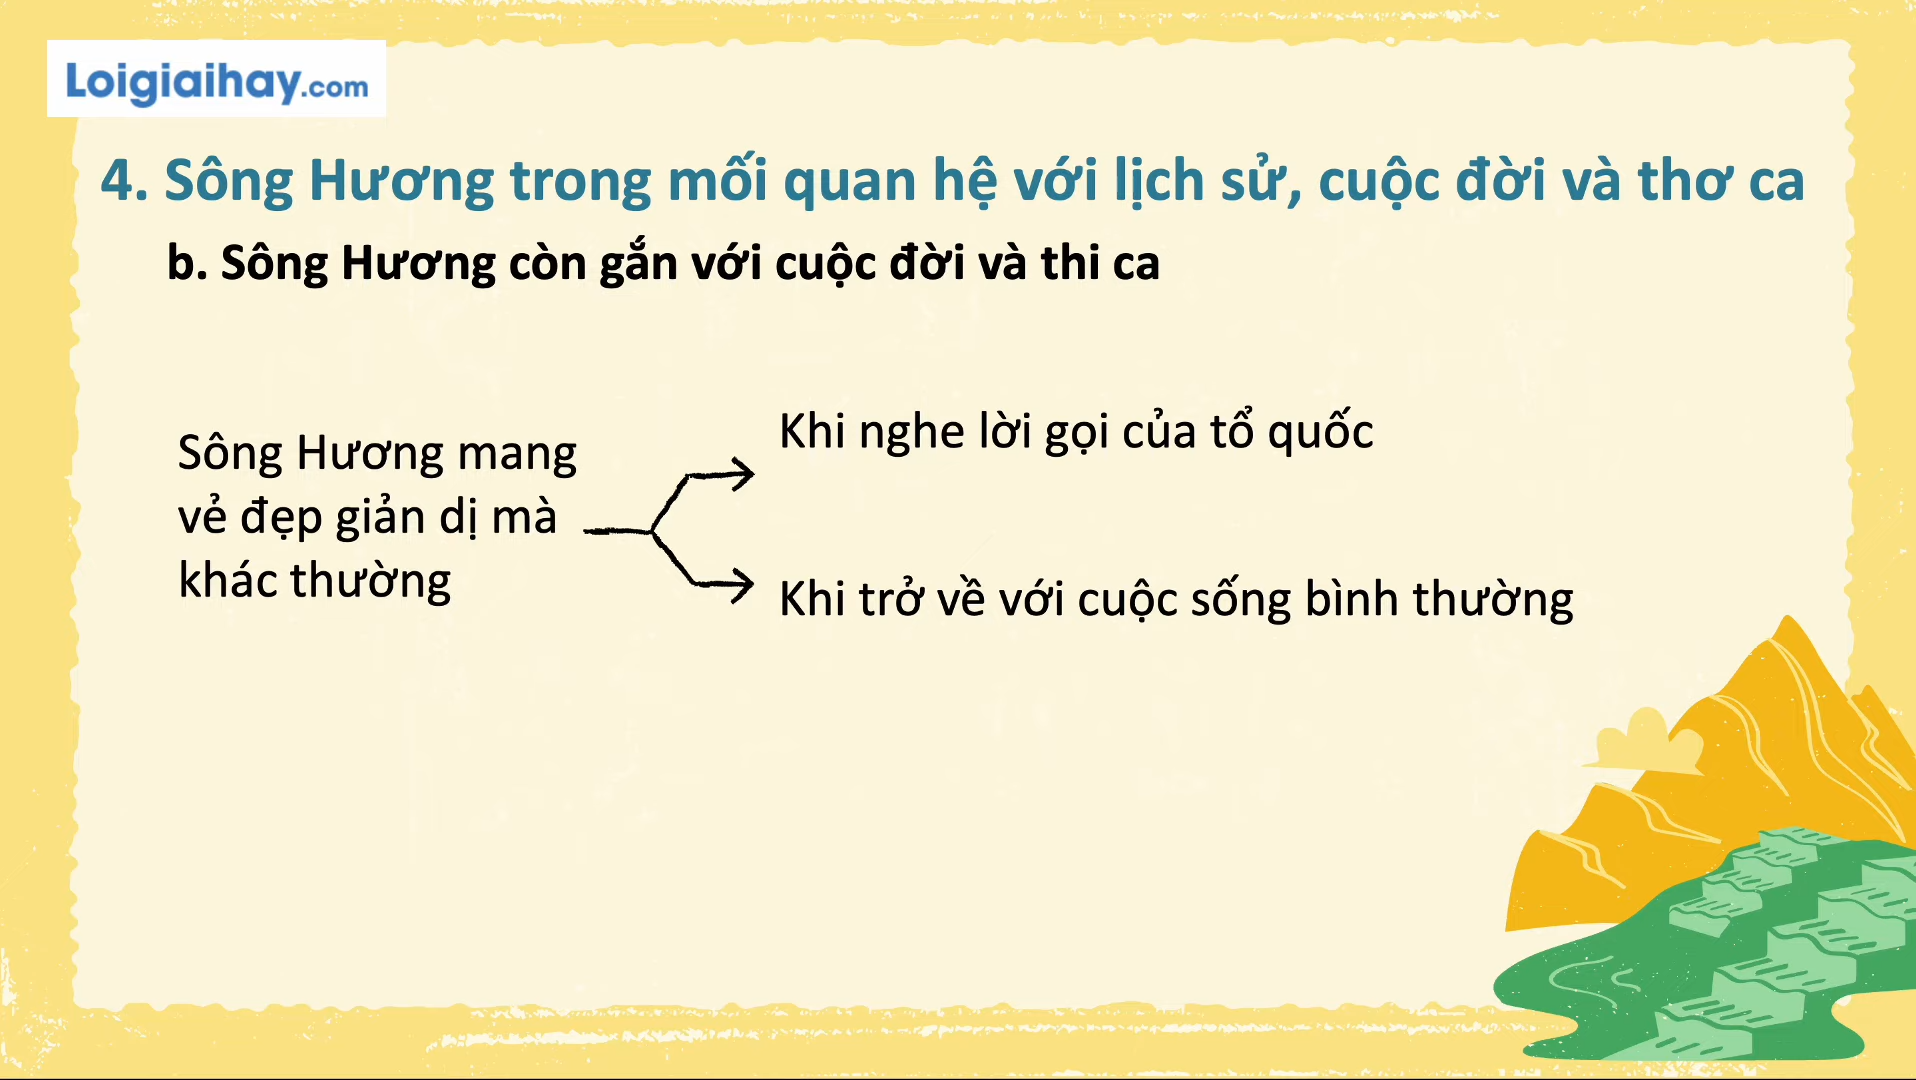 Loigiaihay.com
4. Sông Hương trong mối quan hệ với lịch sử, cuộc đời và thơ ca
b. Sông Hương còn gắn với cuộc đời và thi ca
Sông Hương mang
vẻ đẹp giản dị mà
khác thường
Khi nghe lời gọi của tổ quốc
Khi trở về với cuộc sống bình thường